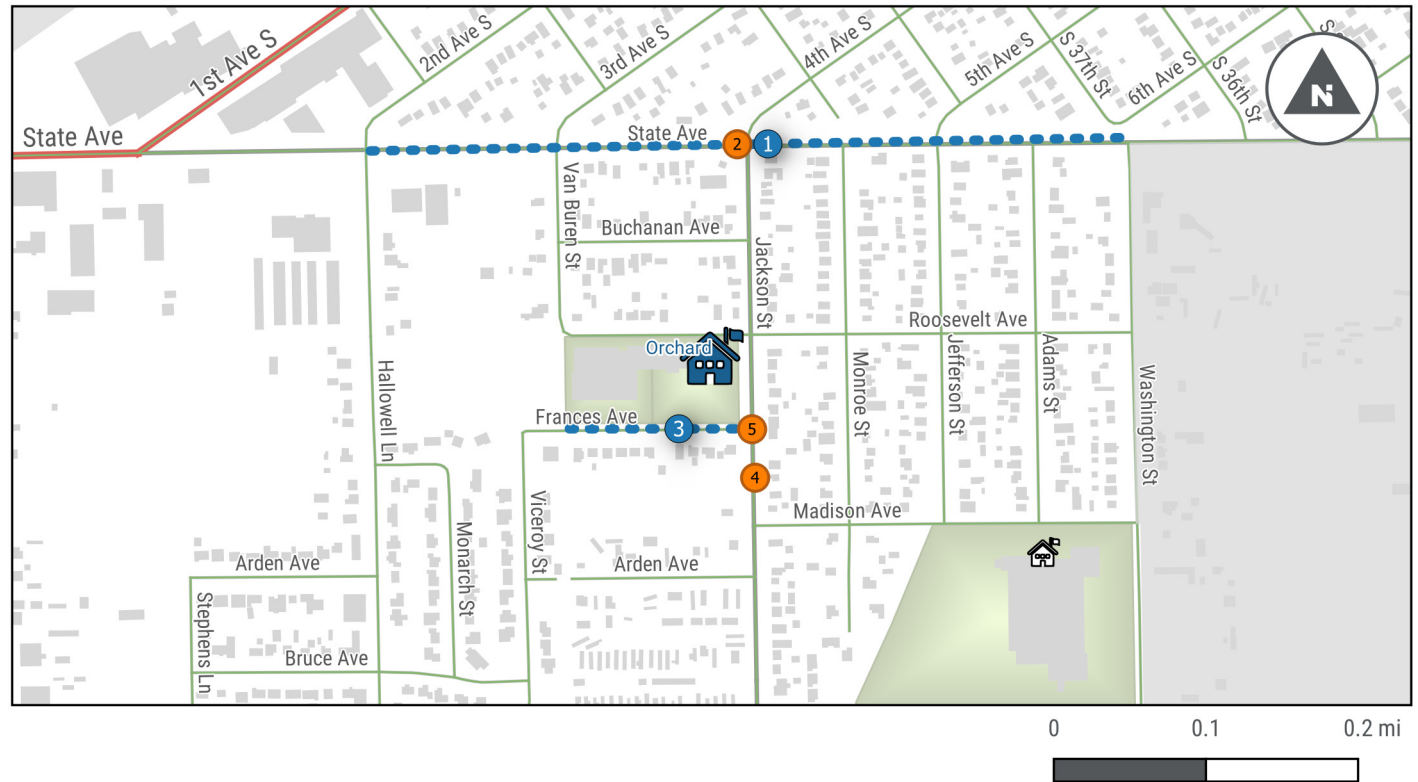 1st Ave S
2nd Ave S
3rd Ave S
4th Ave S
5th Ave S
S 37th St
6th Ave S
S 36th St
N
State Ave
State Ave
2
1
Van Buren St
Buchanan Ave
Jackson St
Roosevelt Ave
Orchard
Hallowell Ln
Monroe St
Jefferson St
Adams St
Washington St
Frances Ave
3
5
4
Madison Ave
Viceroy St
Monarch St
Arden Ave
Arden Ave
Stephens Ln
Bruce Ave
0 0.1 0.2 mi